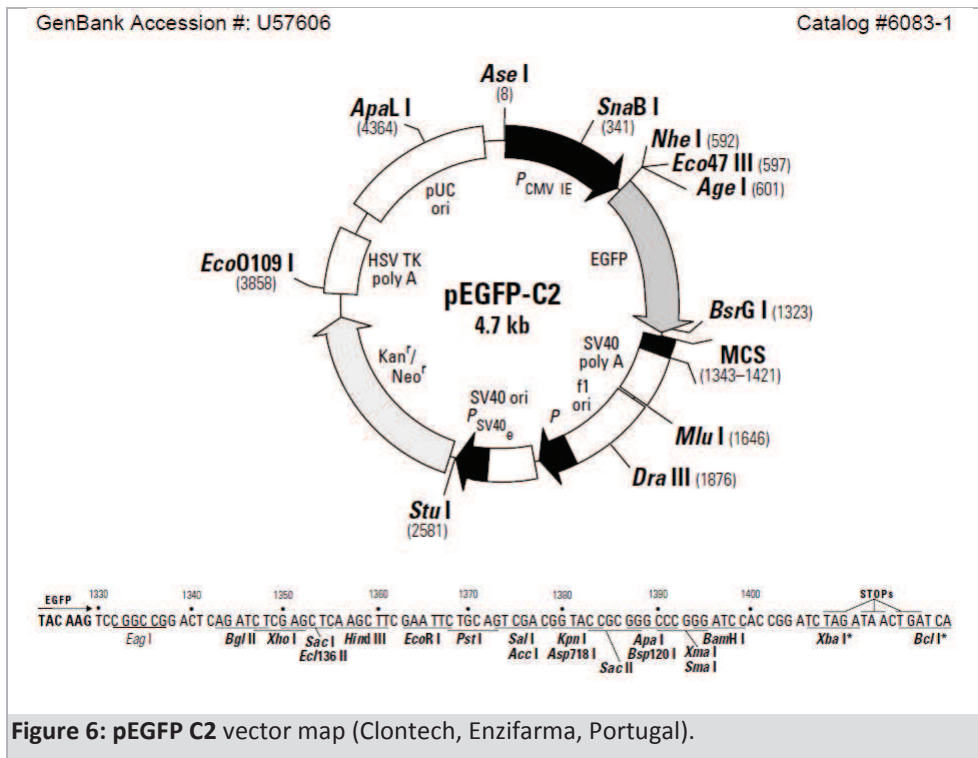 GenBank Accession #: U57606 Catalog #6083-1
Ase I
(8)
ApaL I
(4364)
SnaB I
(341)
Nhe I (592)
Eco47 III (597)
Age I (601)
P CMV IE
pUC
ori
EGFP
EcoO109 I
(3858)
HSV TK
poly A
pEGFP-C2
4.7 kb
BsrG I (1323)
MCS
(1343–1421)
SV40
poly A
f1
ori
Kanʳ/
Neoʳ
SV40 ori
P SV40 e
P
Mlu I (1646)
Dra III (1876)
Stu I
(2581)
EGFP 1330 1340 1350 1360 1370 1380 1390 1400 STOPs
TAC AAG TCC GGC CGG ACT CAG ATC TCG AGC TCA AGC TTC GAA TTC TGC AGT CGA CGG TAC CGC GGG CCC GGG ATC CAC CGG ATC TAG ATA ACT GAT CA
Eag I Bgl II Xho I Sac I Hind III EcoR I Pst I Sal I Kpn I Apa I BamH I Xba I* Bcl I*
Ecl136 II Acc I Asp718 I Bsp120 I Xma I
Sac II Sma I
Figure 6: pEGFP C2 vector map (Clontech, Enzifarma, Portugal).